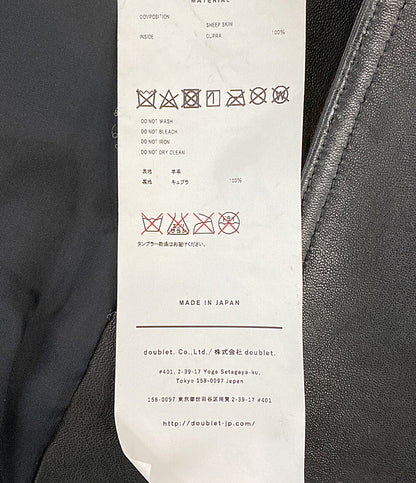 MATERIAL
COVPOSITION
SHEEP SKIN
INSIDE CUPRA 100%
DO NOT WASH
DO NOT BLEACH
DO NOT IRON
DO NOT DRY CLEAN
表地 羊革
裏地 キュプラ 100%
タンブラー乾燥はお避けください。
MADE IN JAPAN
doublet. Co.,Ltd./ 株式会社 doublet.
#401, 2-39-17 Yoga Setagaya-ku,
Tokyo 158-0097 Japan
158-0097 東京都世田谷区用賀 2-39-17 #401
http://doublet-jp.com/